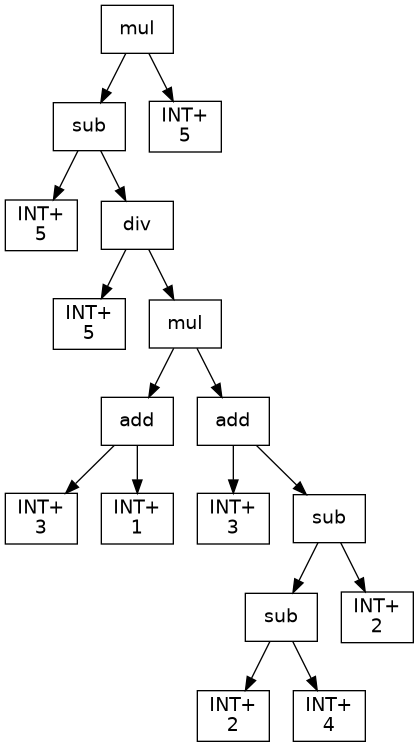 mul
sub
INT+
5
INT+
5
div
INT+
5
mul
add
add
INT+
3
INT+
1
INT+
3
sub
sub
INT+
2
INT+
2
INT+
4